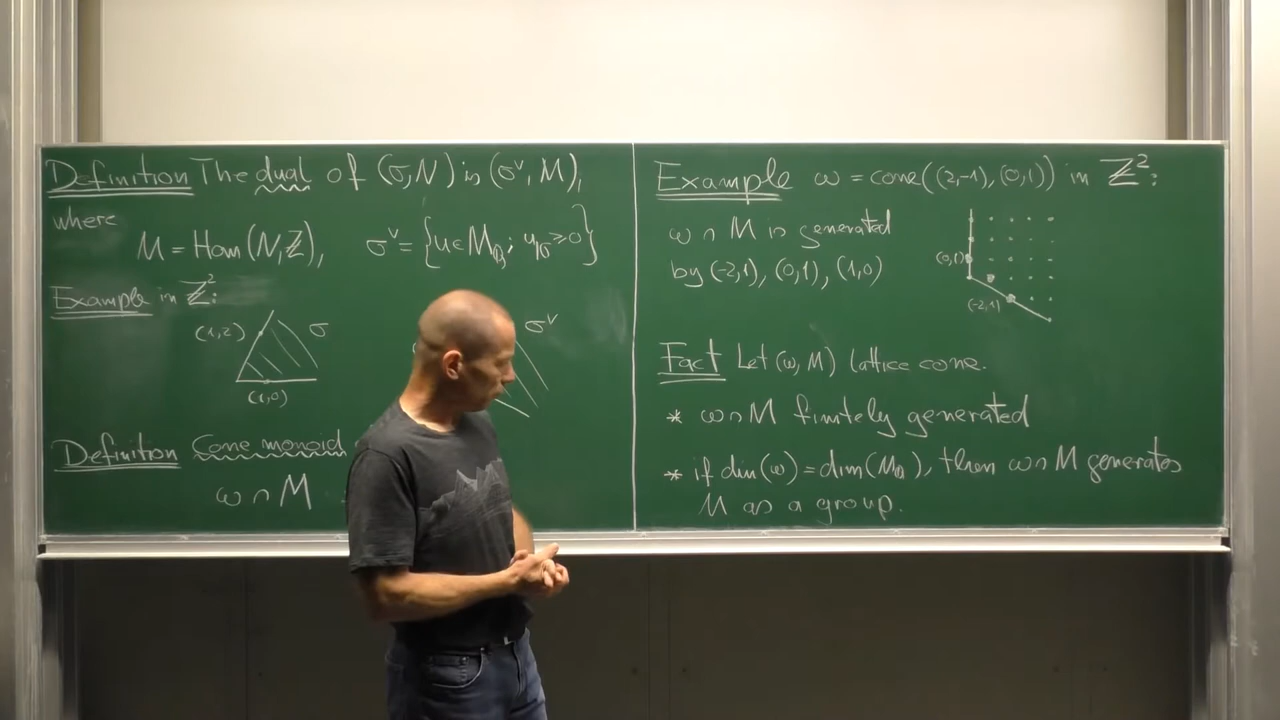 Definition The dual of (σ,N) is (σ^∨, M),
where
M = Hom(N,ℤ), σ^∨ = {u∈M_ℚ; u|_σ ≥ 0}
Example in ℤ²:
(1,2) σ
(1,0)
σ^∨
Definition Cone monoid
ω ∩ M
Example ω = cone((2,-1), (0,1)) in ℤ²:
ω ∩ M is generated
by (-2,1), (0,1), (1,0)
(0,1)
(-2,1)
Fact Let (ω, M) lattice cone.
* ω∩M finitely generated
* if dim(ω) = dim(M_ℚ), then ω∩M generates
M as a group.